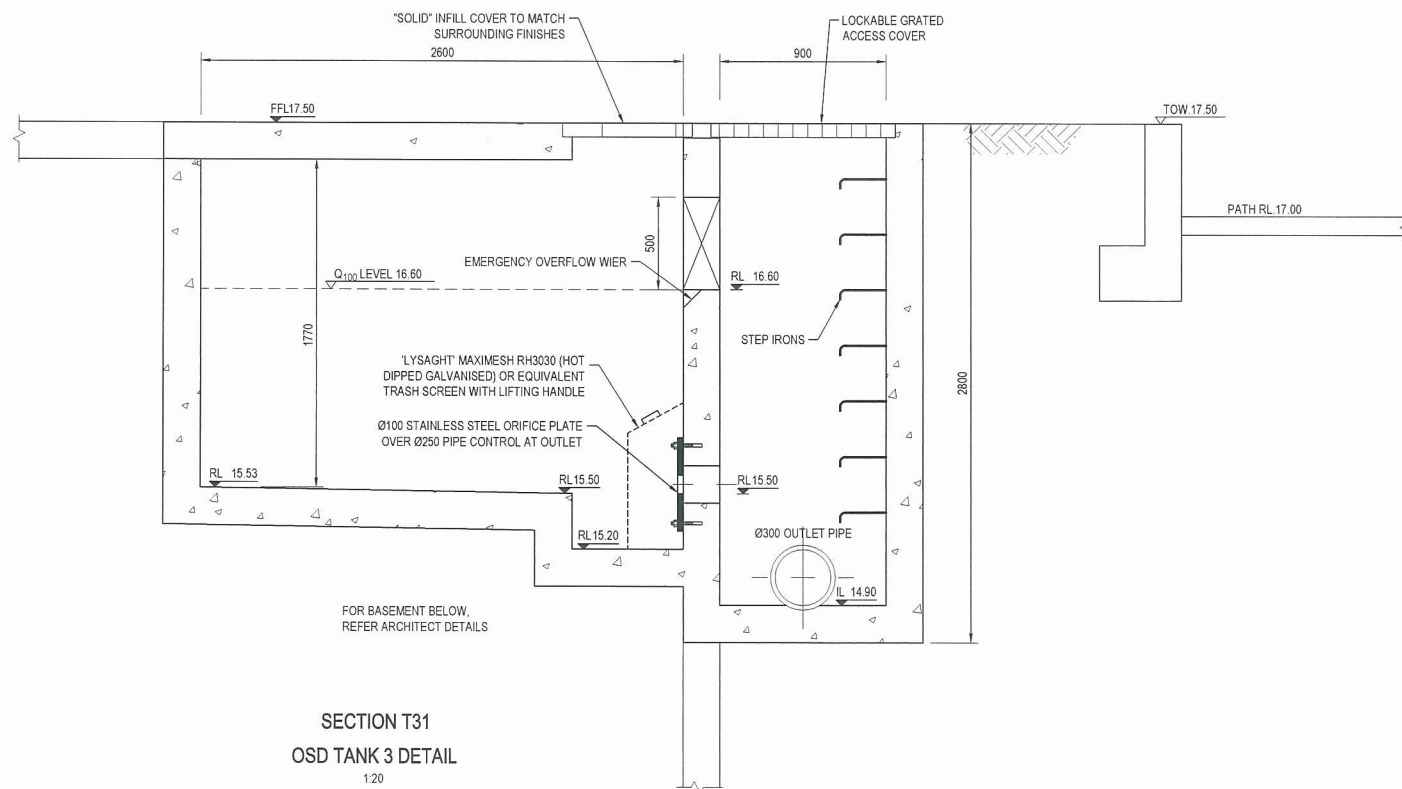 "SOLID" INFILL COVER TO MATCH
SURROUNDING FINISHES
LOCKABLE GRATED
ACCESS COVER
2600
900
FFL17.50
TOW.17.50
PATH RL.17.00
500
EMERGENCY OVERFLOW WIER
Q100 LEVEL 16.60
RL 16.60
1770
STEP IRONS
'LYSAGHT' MAXIMESH RH3030 (HOT
DIPPED GALVANISED) OR EQUIVALENT
TRASH SCREEN WITH LIFTING HANDLE
2800
Ø100 STAINLESS STEEL ORIFICE PLATE
OVER Ø250 PIPE CONTROL AT OUTLET
RL 15.53
RL15.50
RL15.50
RL15.20
Ø300 OUTLET PIPE
IL 14.90
FOR BASEMENT BELOW,
REFER ARCHITECT DETAILS
SECTION T31
OSD TANK 3 DETAIL
1:20